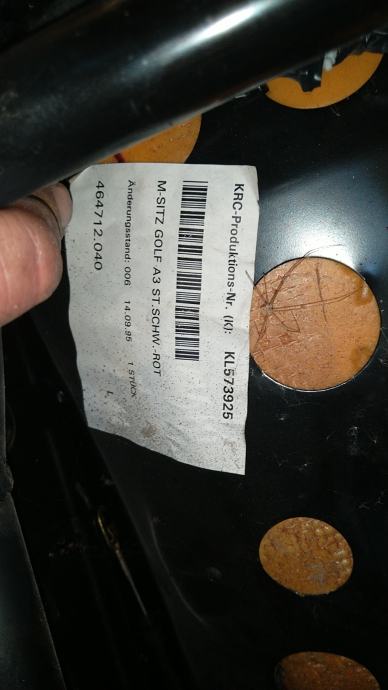 KRC-Produktions-Nr. (K): KL573925
M-SITZ GOLF A3 ST.SCHW.-ROT
Änderungsstand: 006 14.09.95 1 STÜCK
464712.040 L